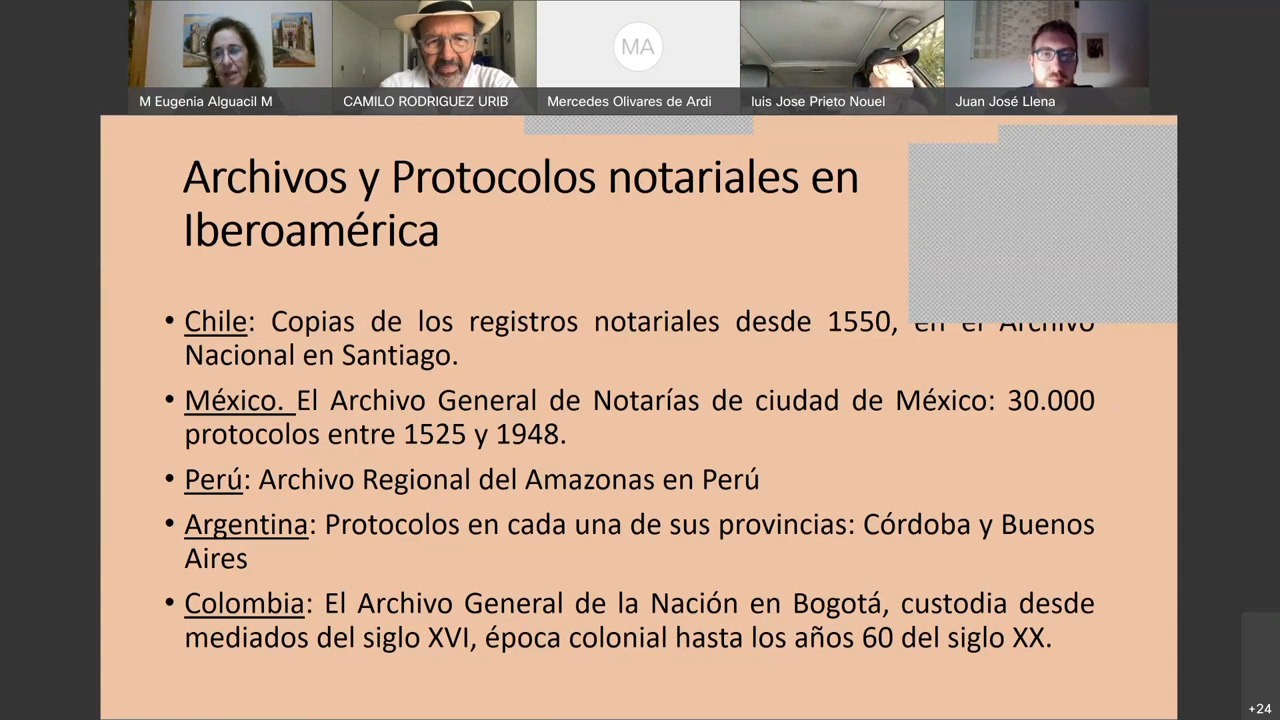 MA
M Eugenia Alguacil M
CAMILO RODRIGUEZ URIB
Mercedes Olivares de Ardi
luis Jose Prieto Nouel
Juan José Llena
Archivos y Protocolos notariales en
Iberoamérica
• Chile: Copias de los registros notariales desde 1550, en el Archivo
Nacional en Santiago.
• México. El Archivo General de Notarías de ciudad de México: 30.000
protocolos entre 1525 y 1948.
• Perú: Archivo Regional del Amazonas en Perú
• Argentina: Protocolos en cada una de sus provincias: Córdoba y Buenos
Aires
• Colombia: El Archivo General de la Nación en Bogotá, custodia desde
mediados del siglo XVI, época colonial hasta los años 60 del siglo XX.
+24